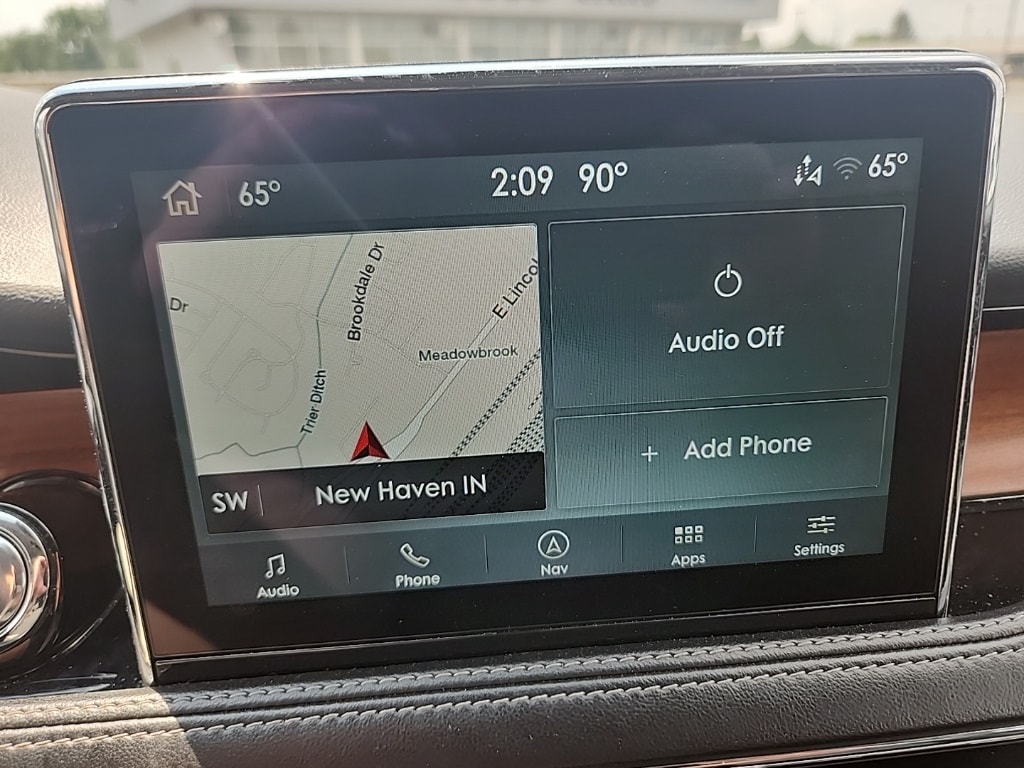 65° 2:09 90° 65°
Dr
Brookdale Dr
E Linco
Meadowbrook
Trier Ditch
SW New Haven IN
Audio Off
+ Add Phone
Audio Phone Nav Apps Settings